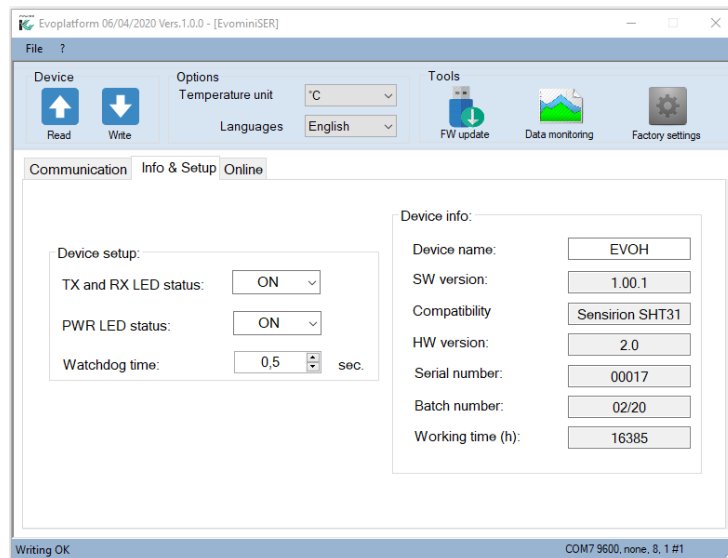 Evoplatform 06/04/2020 Vers.1.0.0 - [EvominiSER]
File ?
Device
Read Write
Options
Temperature unit °C
Languages English
Tools
FW update Data monitoring Factory settings
Communication Info & Setup Online
Device setup:
TX and RX LED status: ON
PWR LED status: ON
Watchdog time: 0,5 sec.
Device info:
Device name: EVOH
SW version: 1.00.1
Compatibility Sensirion SHT31
HW version: 2.0
Serial number: 00017
Batch number: 02/20
Working time (h): 16385
Writing OK COM7 9600, none, 8, 1 #1